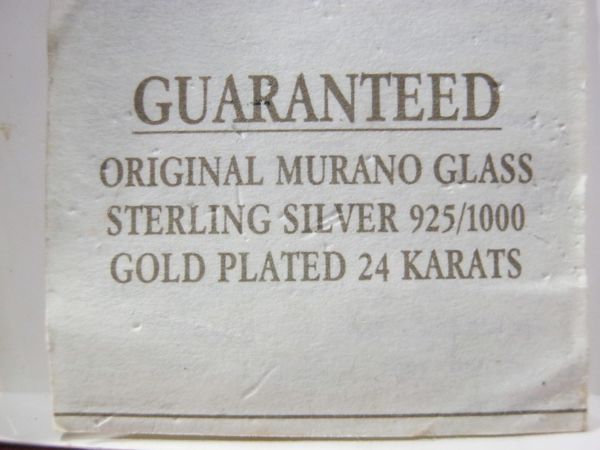 GUARANTEED
ORIGINAL MURANO GLASS
STERLING SILVER 925/1000
GOLD PLATED 24 KARATS